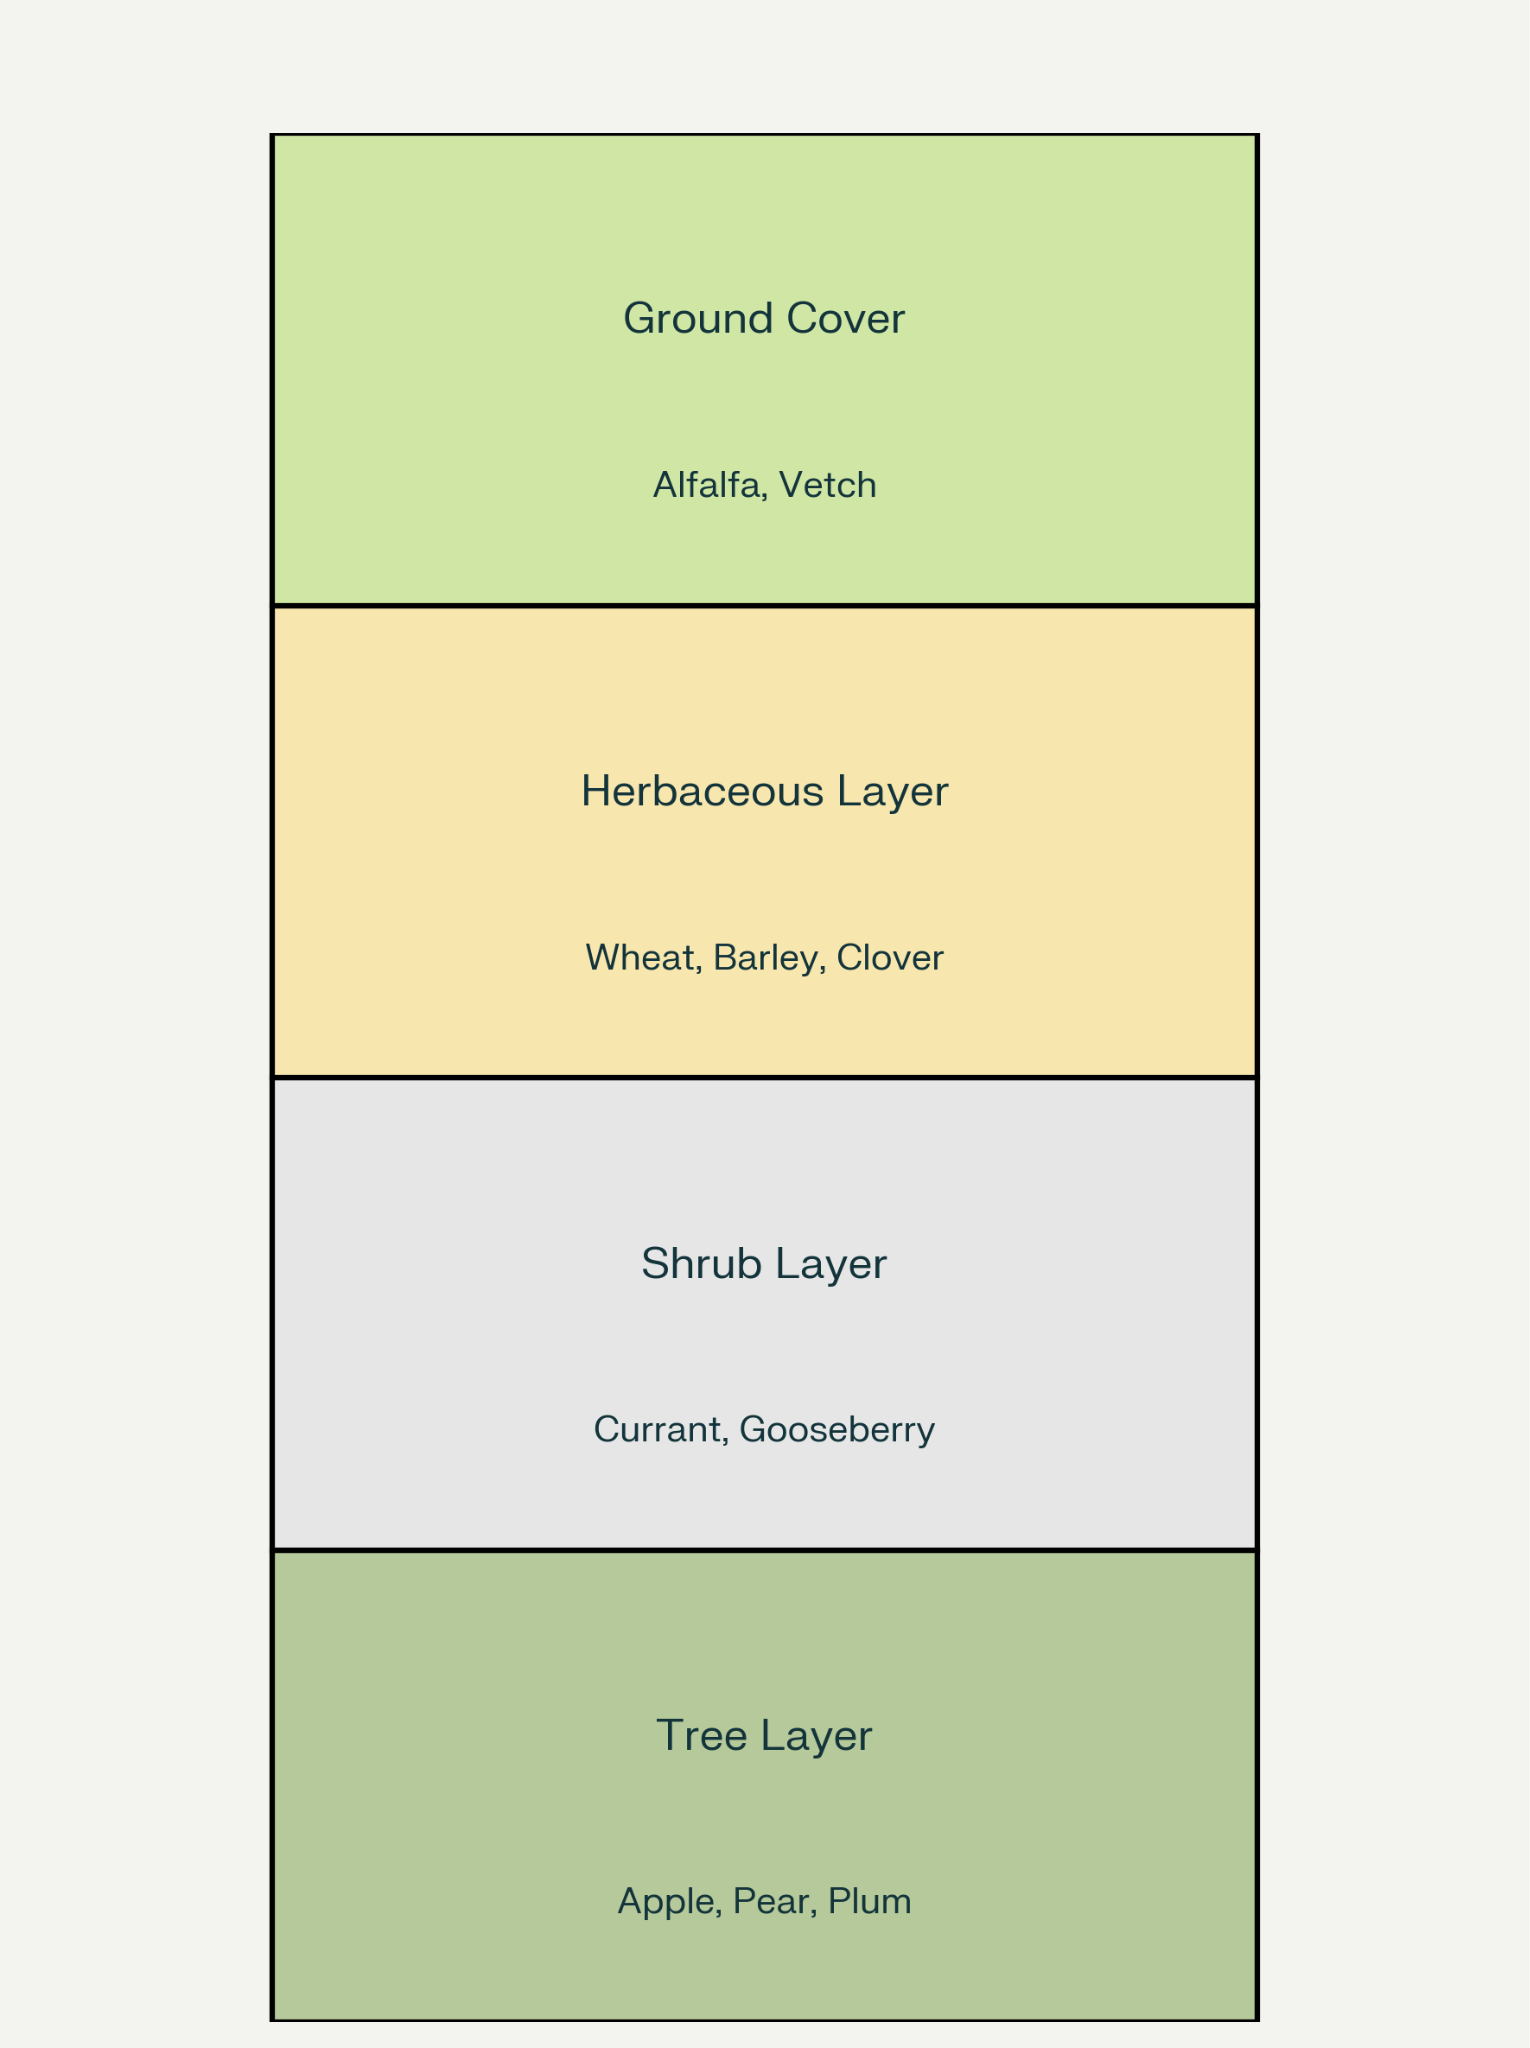 Ground Cover
Alfalfa, Vetch
Herbaceous Layer
Wheat, Barley, Clover
Shrub Layer
Currant, Gooseberry
Tree Layer
Apple, Pear, Plum